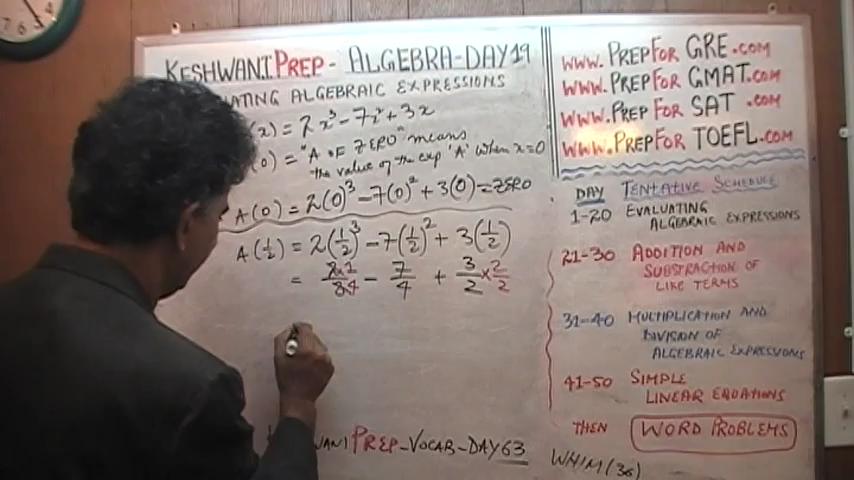 KESHWANI PREP - ALGEBRA-DAY 19
UATING ALGEBRAIC EXPRESSIONS
(x) = 2x³ - 7x² + 3x
(0) = "A OF ZERO" means
the value of the exp 'A' when x=0
A(0) = 2(0)³ - 7(0)² + 3(0) = ZERO
A(1/2) = 2(1/2)³ - 7(1/2)² + 3(1/2)
= 2x1/84 - 7/4 + 3/2 x 2/2
WANI PREP-VOCAB-DAY 63
WHIM (36)
www.PREPFOR GRE.COM
www.PREPFOR GMAT.COM
www.PREP FOR SAT.COM
www.PREPFOR TOEFL.COM
DAY TENTATIVE SCHEDULE
1-20 EVALUATING
ALGEBRAIC EXPRESSIONS
21-30 ADDITION AND
SUBSTRACTION OF
LIKE TERMS
31-40 MULTIPLICATION AND
DIVISION OF
ALGEBRAIC EXPRESSIONS
41-50 SIMPLE
LINEAR EQUATIONS
THEN WORD PROBLEMS